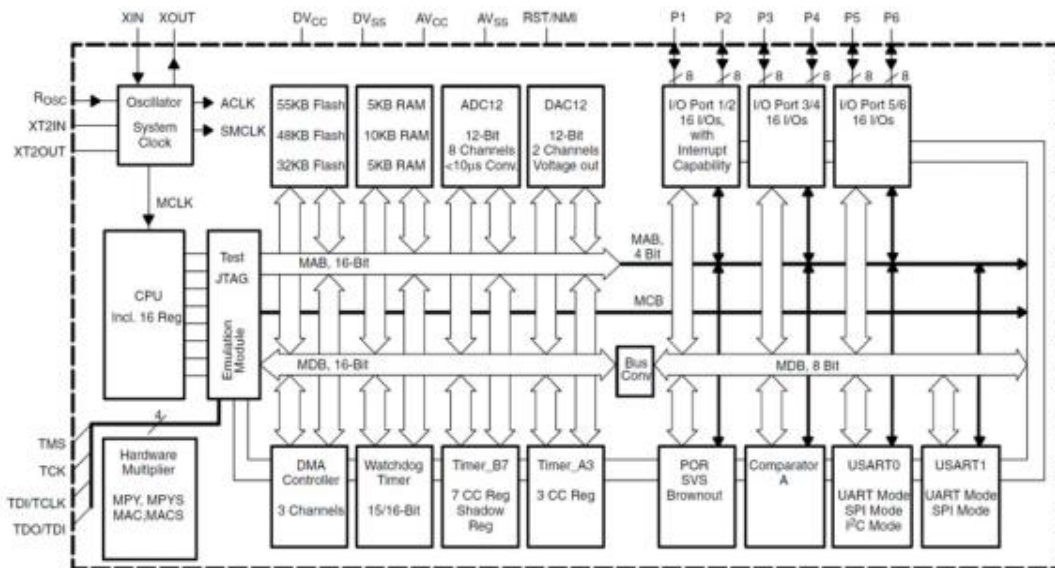 XIN XOUT DVCC DVSS AVCC AVSS RST/NMI P1 P2 P3 P4 P5 P6
8 8 8 8 8 8
ROSC
XT2IN
XT2OUT
Oscillator
System
Clock
ACLK
SMCLK
MCLK
55KB Flash
48KB Flash
32KB Flash
5KB RAM
10KB RAM
5KB RAM
ADC12
12-Bit
8 Channels
<10µs Conv.
DAC12
12-Bit
2 Channels
Voltage out
I/O Port 1/2
16 I/Os,
with
Interrupt
Capability
I/O Port 3/4
16 I/Os
I/O Port 5/6
16 I/Os
CPU
Incl. 16 Reg.
Test
JTAG
Emulation
Module
MAB, 16-Bit
MAB,
4 Bit
MCB
MDB, 16-Bit
Bus
Conv
MDB, 8 Bit
4
TMS
TCK
TDI/TCLK
TDO/TDI
Hardware
Multiplier
MPY, MPYS
MAC,MACS
DMA
Controller
3 Channels
Watchdog
Timer
15/16-Bit
Timer_B7
7 CC Reg
Shadow
Reg
Timer_A3
3 CC Reg
POR
SVS
Brownout
Comparator
A
USART0
UART Mode
SPI Mode
I²C Mode
USART1
UART Mode
SPI Mode